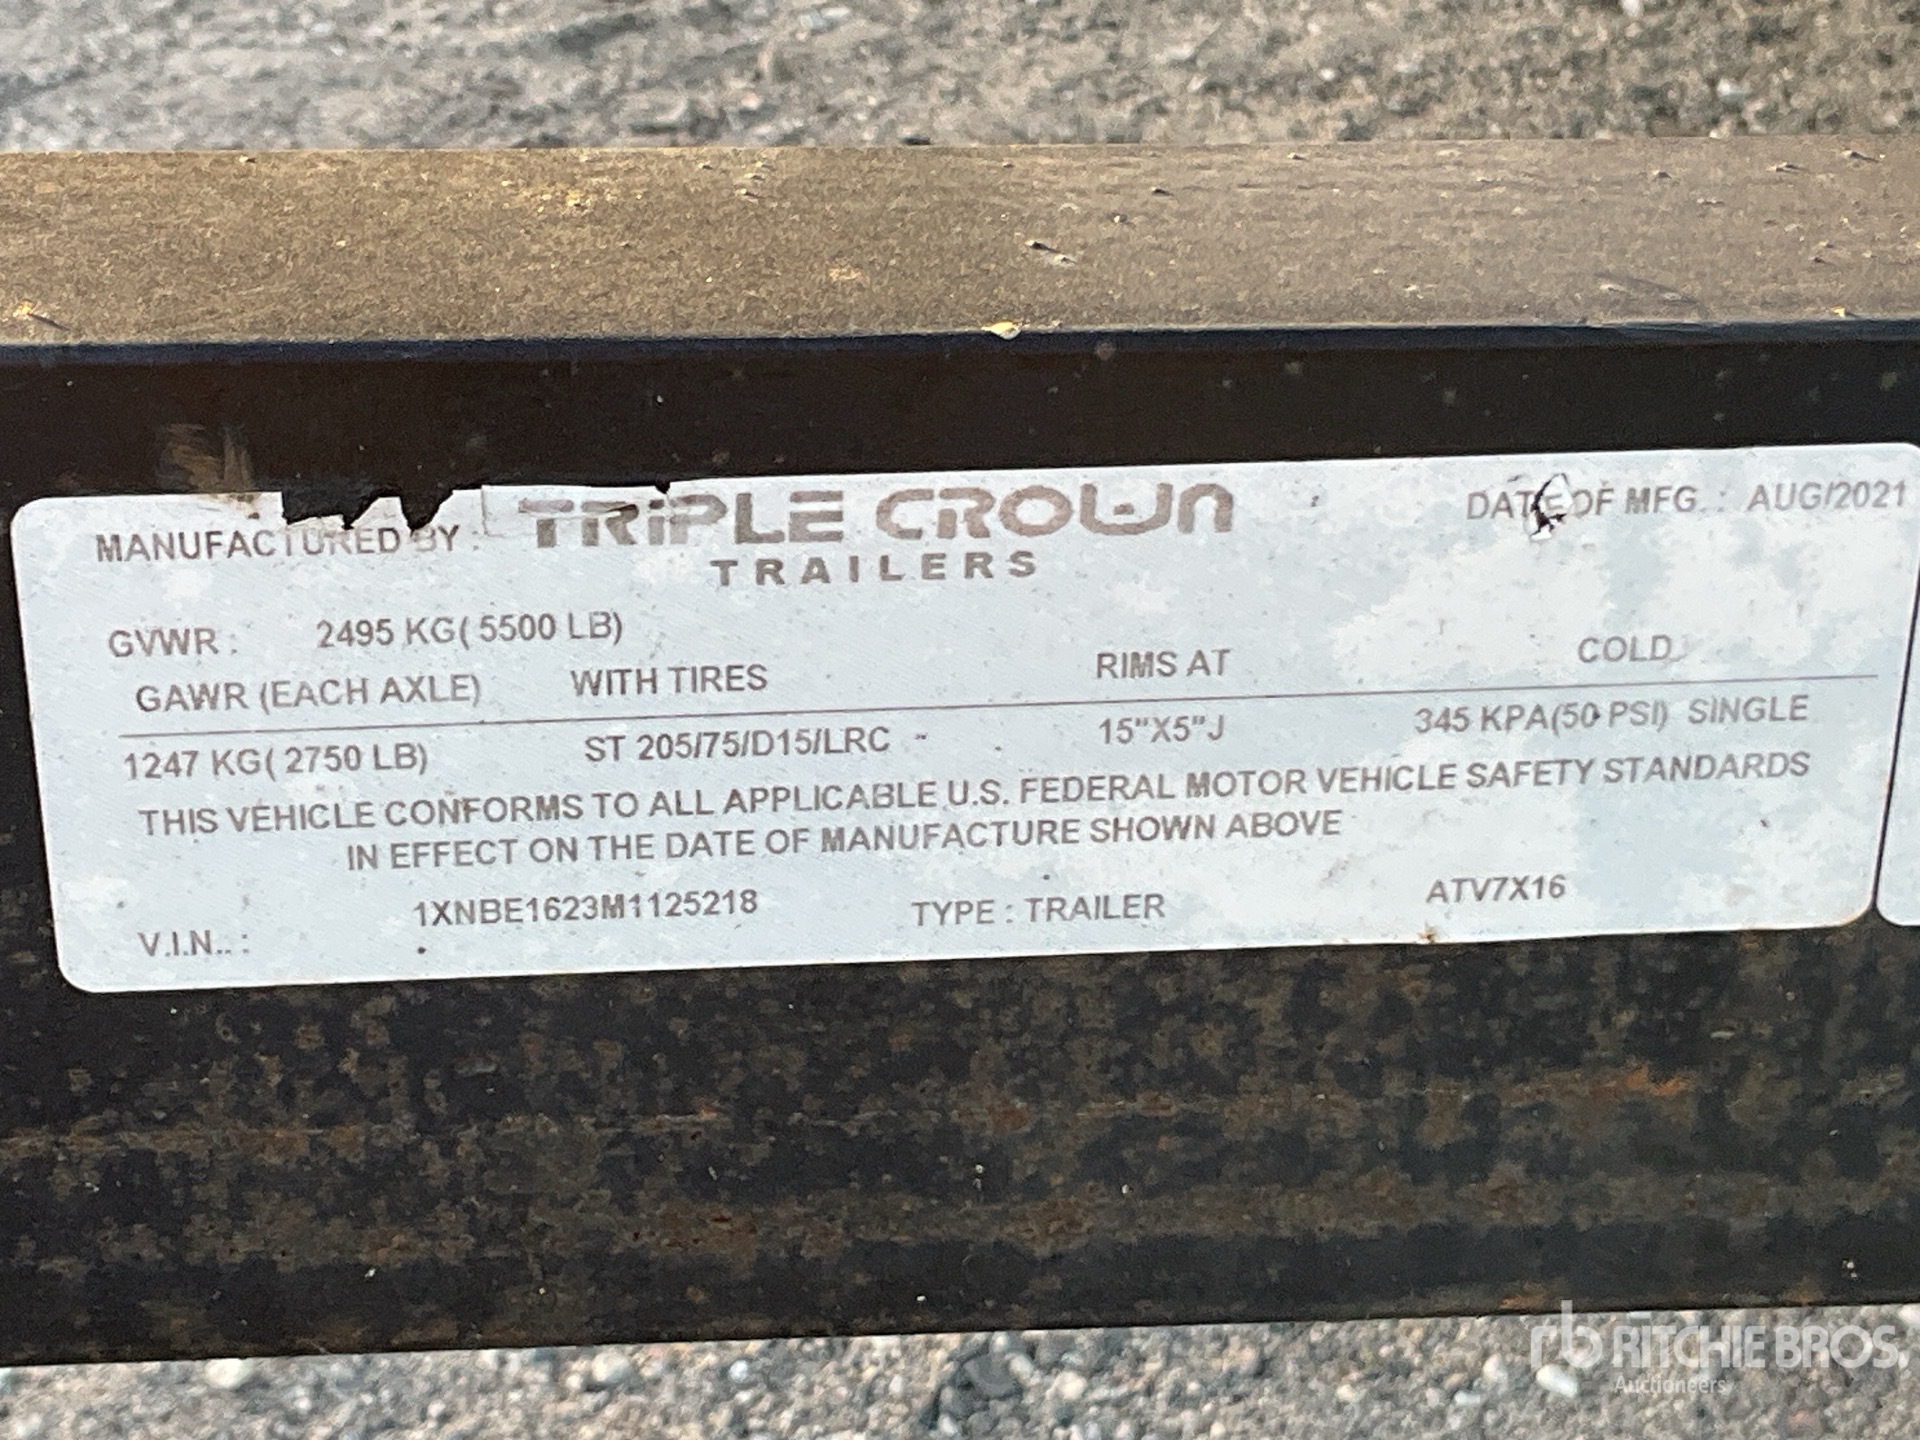 MANUFACTURED BY : TRIPLE CROWN DATE OF MFG. : AUG/2021
TRAILERS
GVWR : 2495 KG( 5500 LB)
GAWR (EACH AXLE) WITH TIRES RIMS AT COLD
1247 KG( 2750 LB) ST 205/75/D15/LRC - 15"X5"J 345 KPA(50 PSI) SINGLE
THIS VEHICLE CONFORMS TO ALL APPLICABLE U.S. FEDERAL MOTOR VEHICLE SAFETY STANDARDS
IN EFFECT ON THE DATE OF MANUFACTURE SHOWN ABOVE
V.I.N.. : 1XNBE1623M1125218 TYPE : TRAILER ATV7X16
rb RITCHIE BROS.
Auctioneers